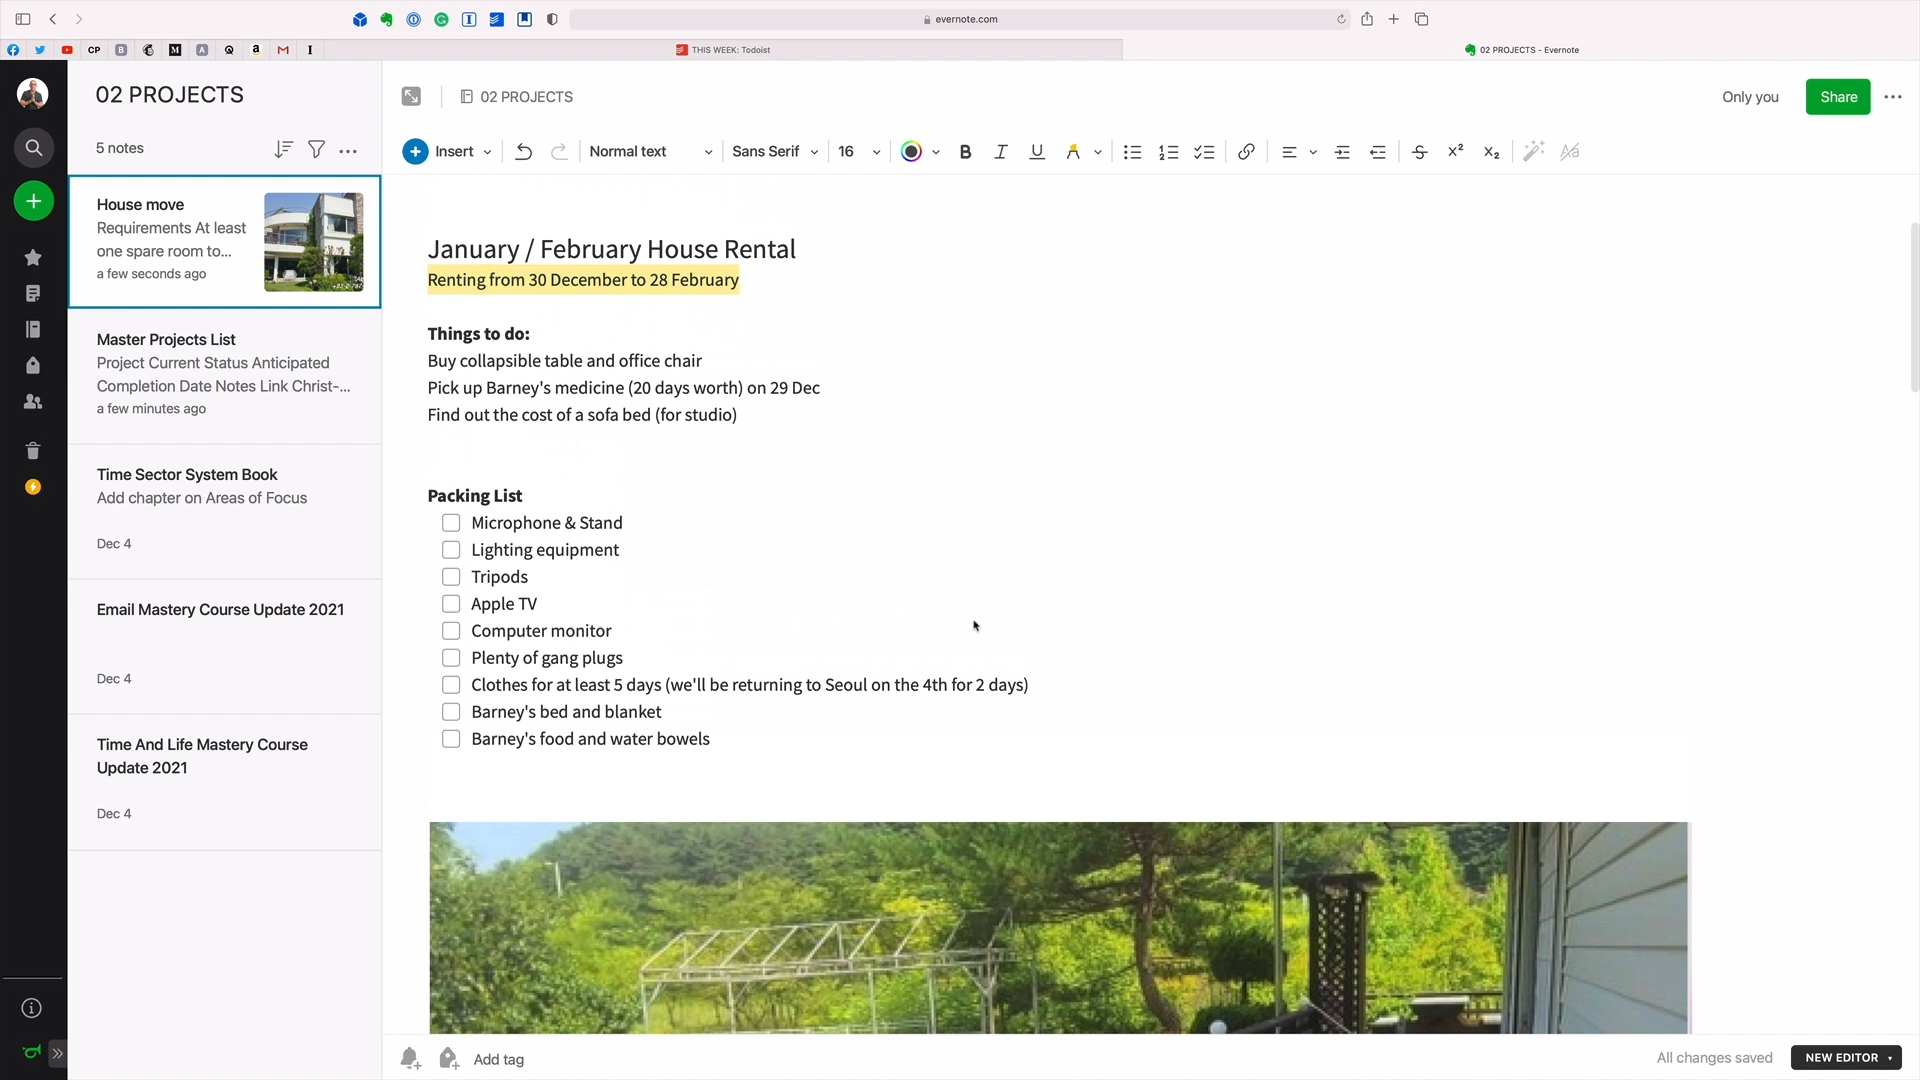 evernote.com
CP
THIS WEEK: Todoist
02 PROJECTS - Evernote
02 PROJECTS
5 notes
House move
Requirements At least
one spare room to...
a few seconds ago
Master Projects List
Project Current Status Anticipated
Completion Date Notes Link Christ-...
a few minutes ago
Time Sector System Book
Add chapter on Areas of Focus
Dec 4
Email Mastery Course Update 2021
Dec 4
Time And Life Mastery Course
Update 2021
Dec 4
02 PROJECTS
Only you
Share
Insert
Normal text
Sans Serif
16
January / February House Rental
Renting from 30 December to 28 February
Things to do:
Buy collapsible table and office chair
Pick up Barney's medicine (20 days worth) on 29 Dec
Find out the cost of a sofa bed (for studio)
Packing List
Microphone & Stand
Lighting equipment
Tripods
Apple TV
Computer monitor
Plenty of gang plugs
Clothes for at least 5 days (we'll be returning to Seoul on the 4th for 2 days)
Barney's bed and blanket
Barney's food and water bowels
Add tag
All changes saved
NEW EDITOR